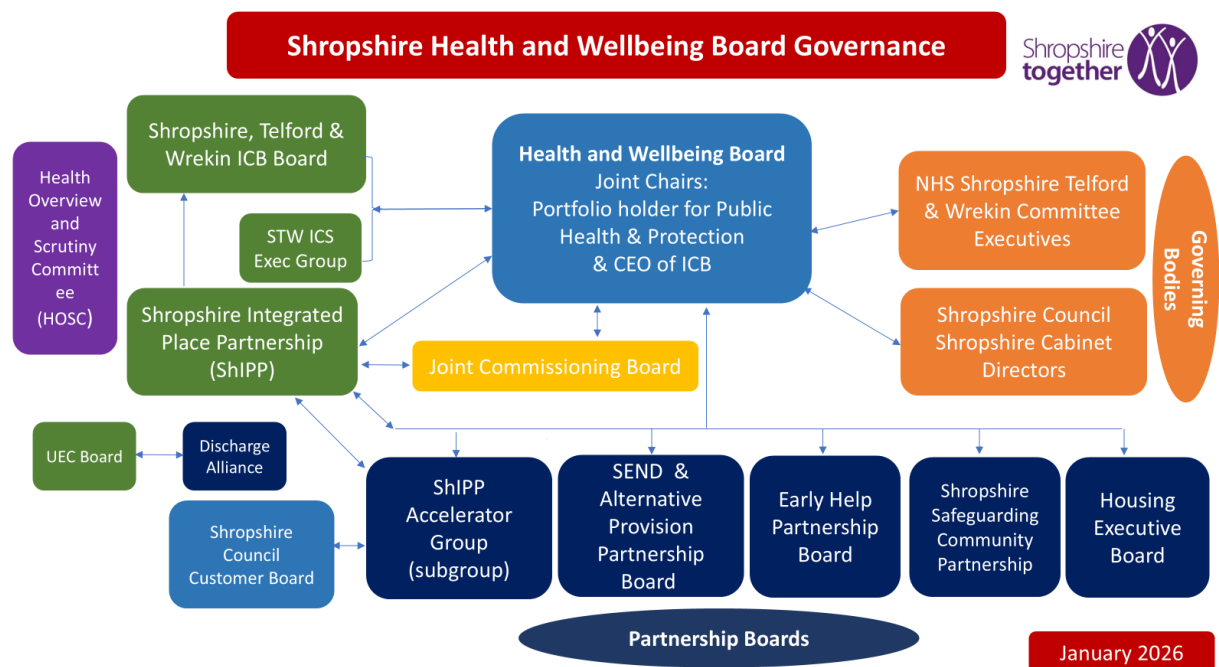 Shropshire Health and Wellbeing Board Governance
Shropshire
together
Shropshire, Telford &
Wrekin ICB Board
Health
Overview
and
Scrutiny
Committ
ee
(HOSC)
STW ICS
Exec Group
Health and Wellbeing Board
Joint Chairs:
Portfolio holder for Public
Health & Protection
& CEO of ICB
NHS Shropshire Telford
& Wrekin Committee
Executives
Governing
Bodies
Shropshire Integrated
Place Partnership
(ShIPP)
Joint Commissioning Board
Shropshire Council
Shropshire Cabinet
Directors
UEC Board
Discharge
Alliance
Shropshire
Council
Customer Board
ShIPP
Accelerator
Group
(subgroup)
SEND & 
Alternative
Provision
Partnership
Board
Early Help
Partnership
Board
Shropshire
Safeguarding
Community
Partnership
Housing
Executive
Board
Partnership Boards
January 2026